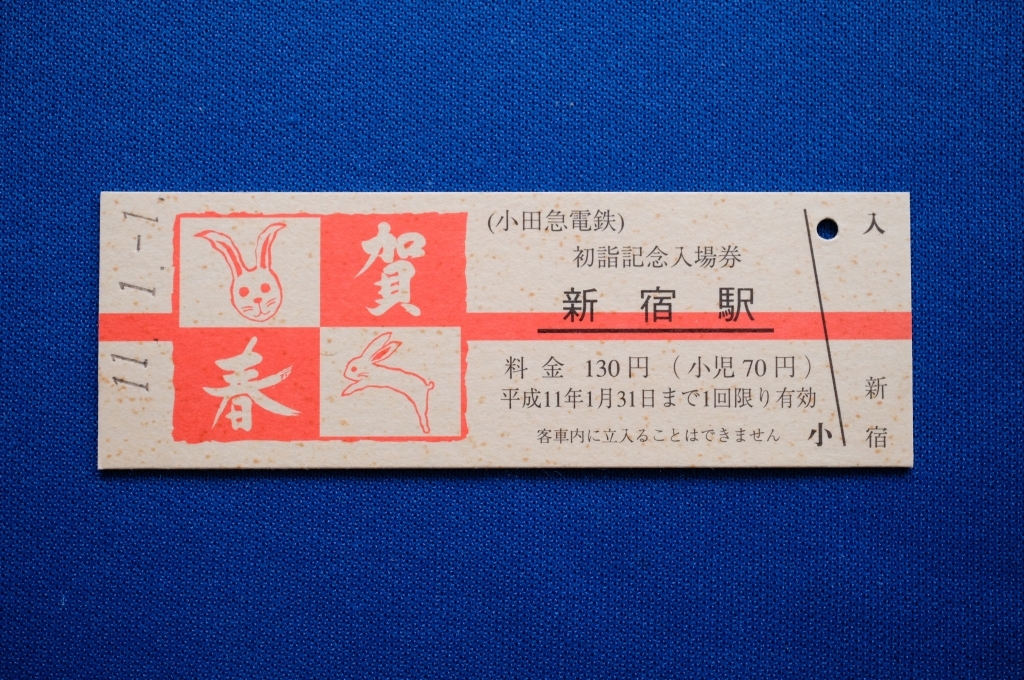 11. 1. -1
賀
春
(小田急電鉄)
初詣記念入場券
新宿駅
料金 130円 (小児70円)
平成11年1月31日まで1回限り有効
客車内に立入ることはできません
小
入
新
宿